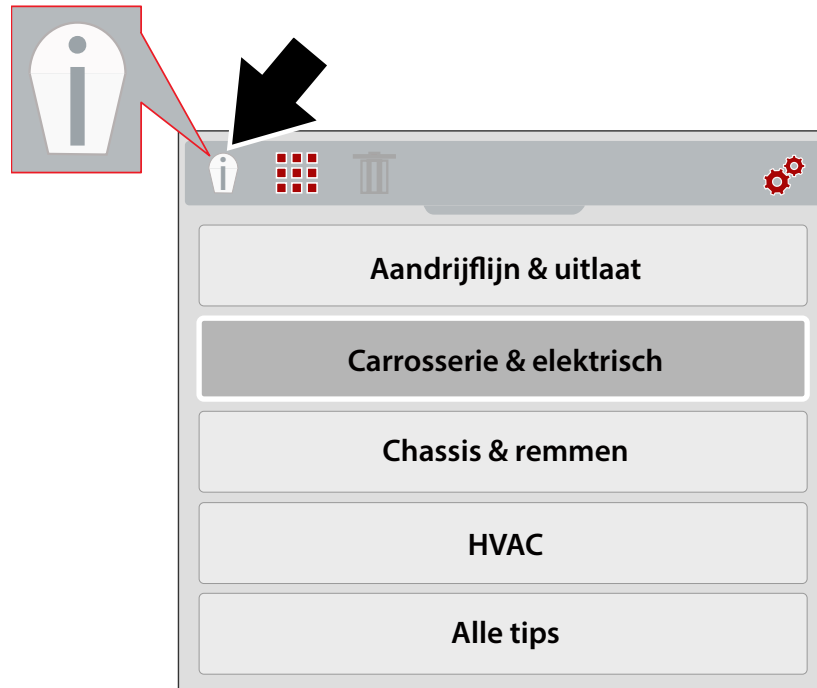 Aandrijflijn & uitlaat
Carrosserie & elektrisch
Chassis & remmen
HVAC
Alle tips